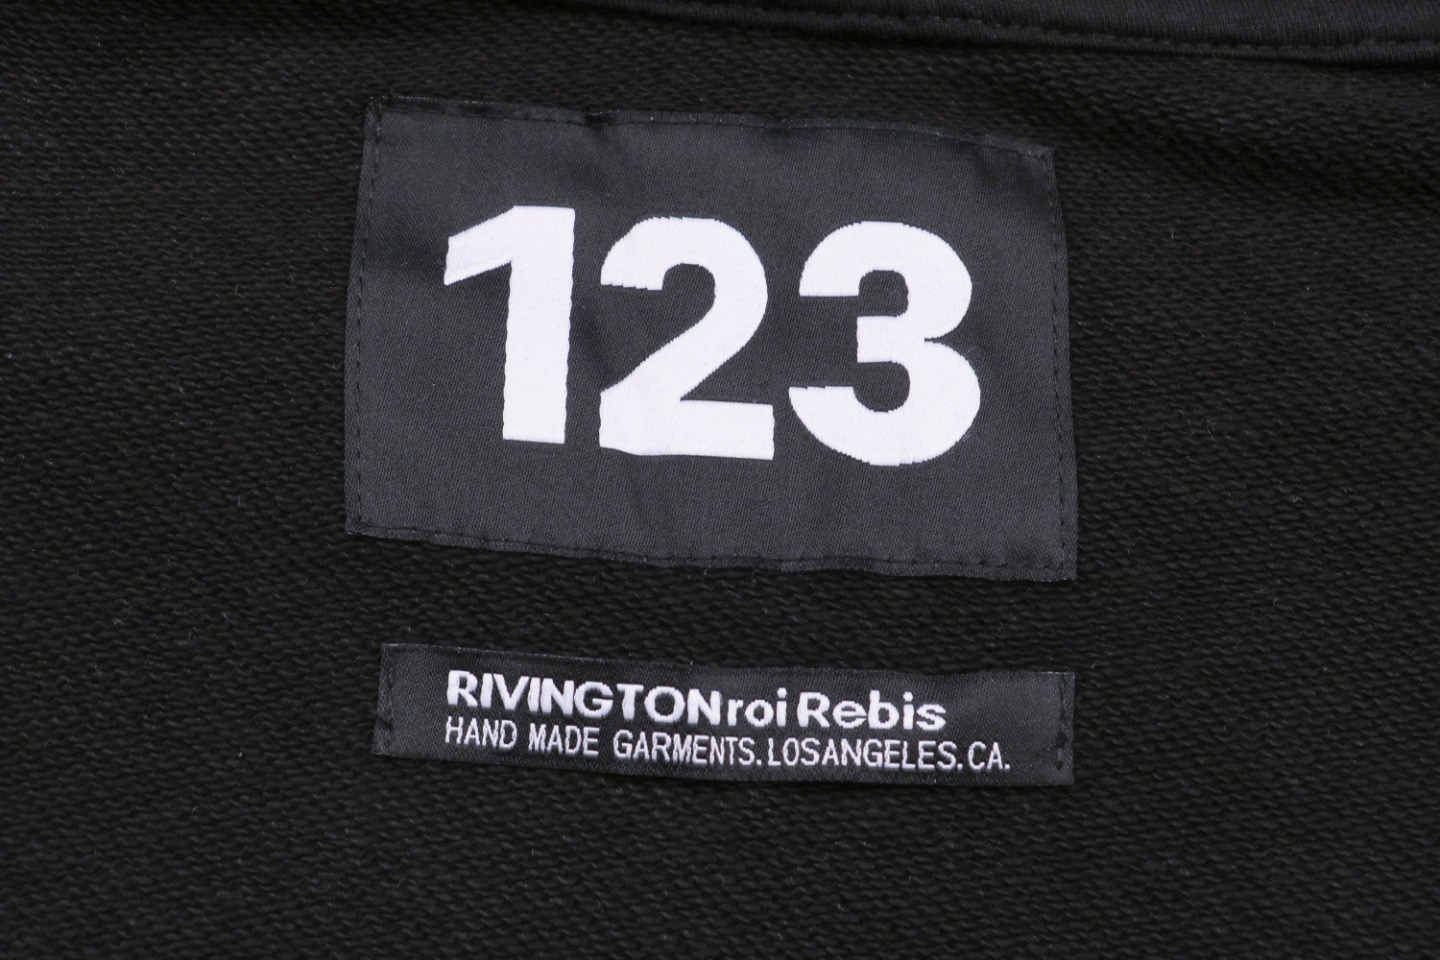 123
RIVINGTONroi Rebis
HAND MADE GARMENTS.LOSANGELES.CA.